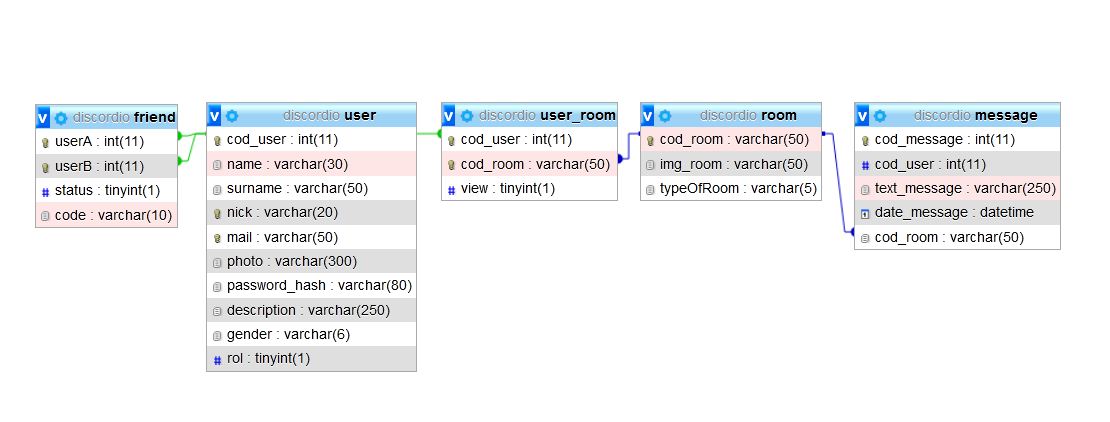 discordio friend
userA : int(11)
userB : int(11)
status : tinyint(1)
code : varchar(10)
discordio user
cod_user : int(11)
name : varchar(30)
surname : varchar(50)
nick : varchar(20)
mail : varchar(50)
photo : varchar(300)
password_hash : varchar(80)
description : varchar(250)
gender : varchar(6)
rol : tinyint(1)
discordio user_room
cod_user : int(11)
cod_room : varchar(50)
view : tinyint(1)
discordio room
cod_room : varchar(50)
img_room : varchar(50)
typeOfRoom : varchar(5)
discordio message
cod_message : int(11)
cod_user : int(11)
text_message : varchar(250)
date_message : datetime
cod_room : varchar(50)